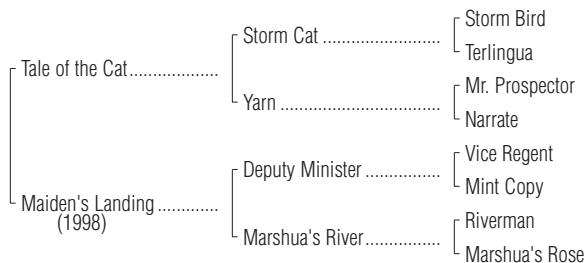 Storm Bird
Storm Cat ........................
Terlingua
Tale of the Cat..................
Mr. Prospector
Yarn .................................
Narrate
Vice Regent
Deputy Minister ................
Mint Copy
Maiden's Landing .............
(1998)
Riverman
Marshua's River................
Marshua's Rose